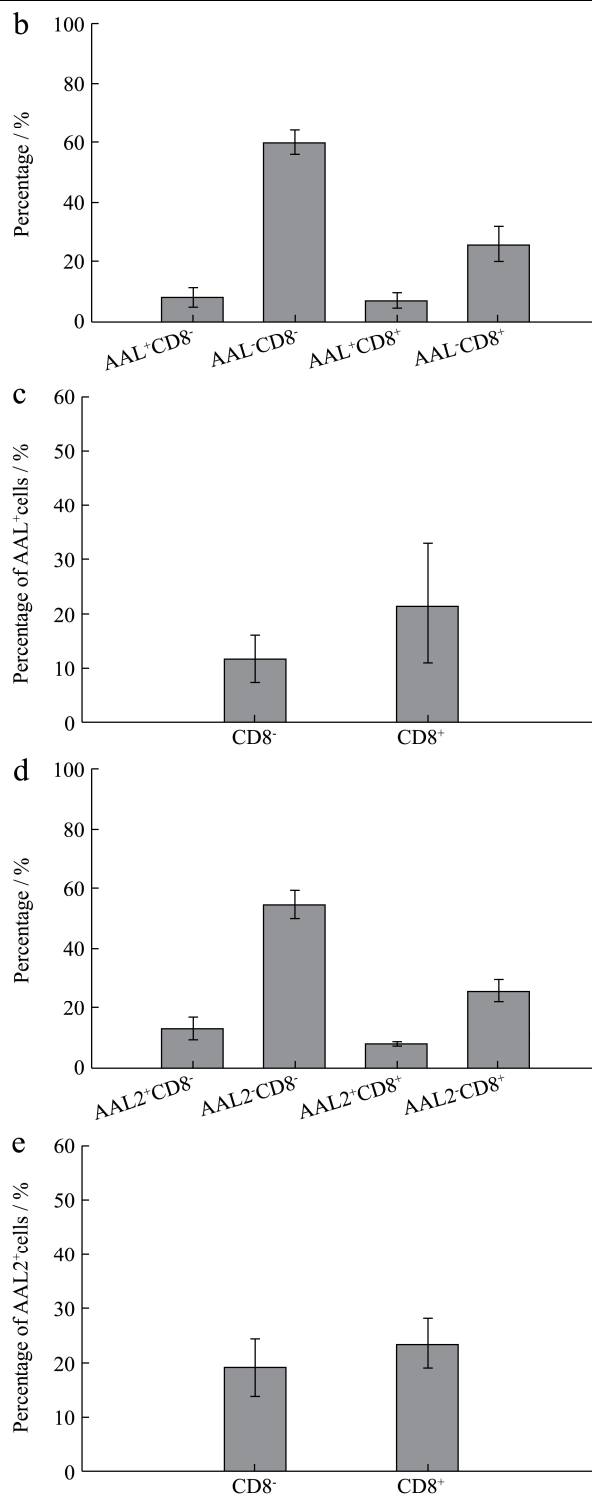 b
Percentage / %
100
80
60
40
20
0
AAL⁺CD8⁻
AAL⁻CD8⁻
AAL⁺CD8⁺
AAL⁻CD8⁺
c
Percentage of AAL⁺cells / %
60
50
40
30
20
10
0
CD8⁻
CD8⁺
d
Percentage / %
100
80
60
40
20
0
AAL2⁺CD8⁻
AAL2⁻CD8⁻
AAL2⁺CD8⁺
AAL2⁻CD8⁺
e
Percentage of AAL2⁺cells / %
60
50
40
30
20
10
0
CD8⁻
CD8⁺